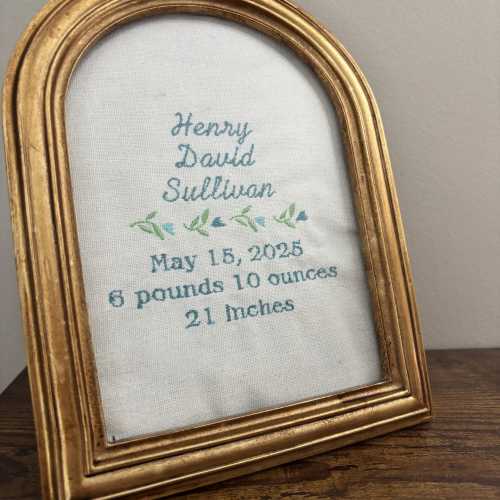 Henry
David
Sullivan
May 15, 2025
6 pounds 10 ounces
21 inches